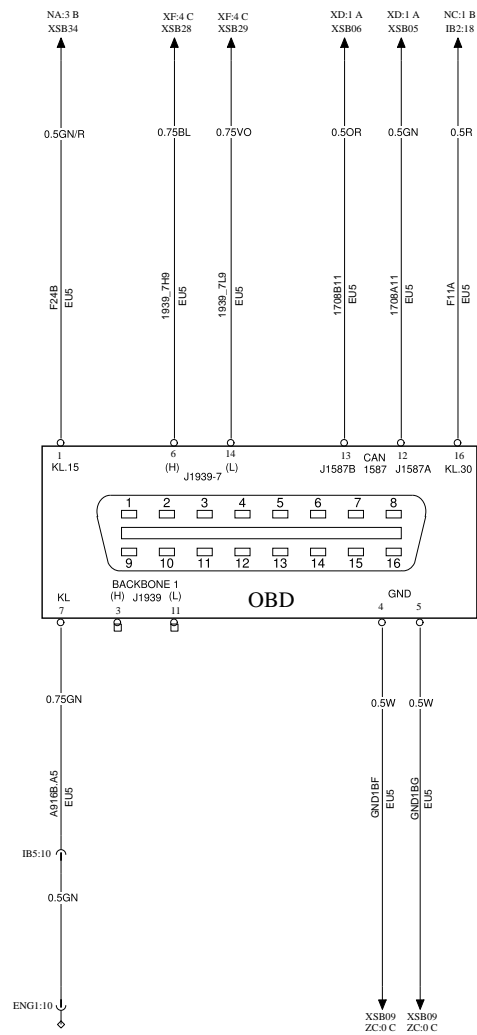 NA:3 B XF:4 C XF:4 C XD:1 A XD:1 A NC:1 B
XSB34 XSB28 XSB29 XSB06 XSB05 IB2:18
0.5GN/R 0.75BL 0.75VO 0.5OR 0.5GN 0.5R
F24B 1939_7H9 1939_7L9 1708B11 1708A11 F11A
EU5 EU5 EU5 EU5 EU5 EU5
1 6 14 13 CAN 12 16
KL.15 (H) J1939-7 (L) J1587B 1587 J1587A KL.30
1 2 3 4 5 6 7 8
9 10 11 12 13 14 15 16
BACKBONE 1
KL (H) J1939 (L) OBD GND
7 3 11 4 5
0.75GN 0.5W 0.5W
A916B.A5 GND1BF GND1BG
EU5 EU5 EU5
IB5:10
0.5GN
ENG1:10
XSB09 XSB09
ZC:0 C ZC:0 C